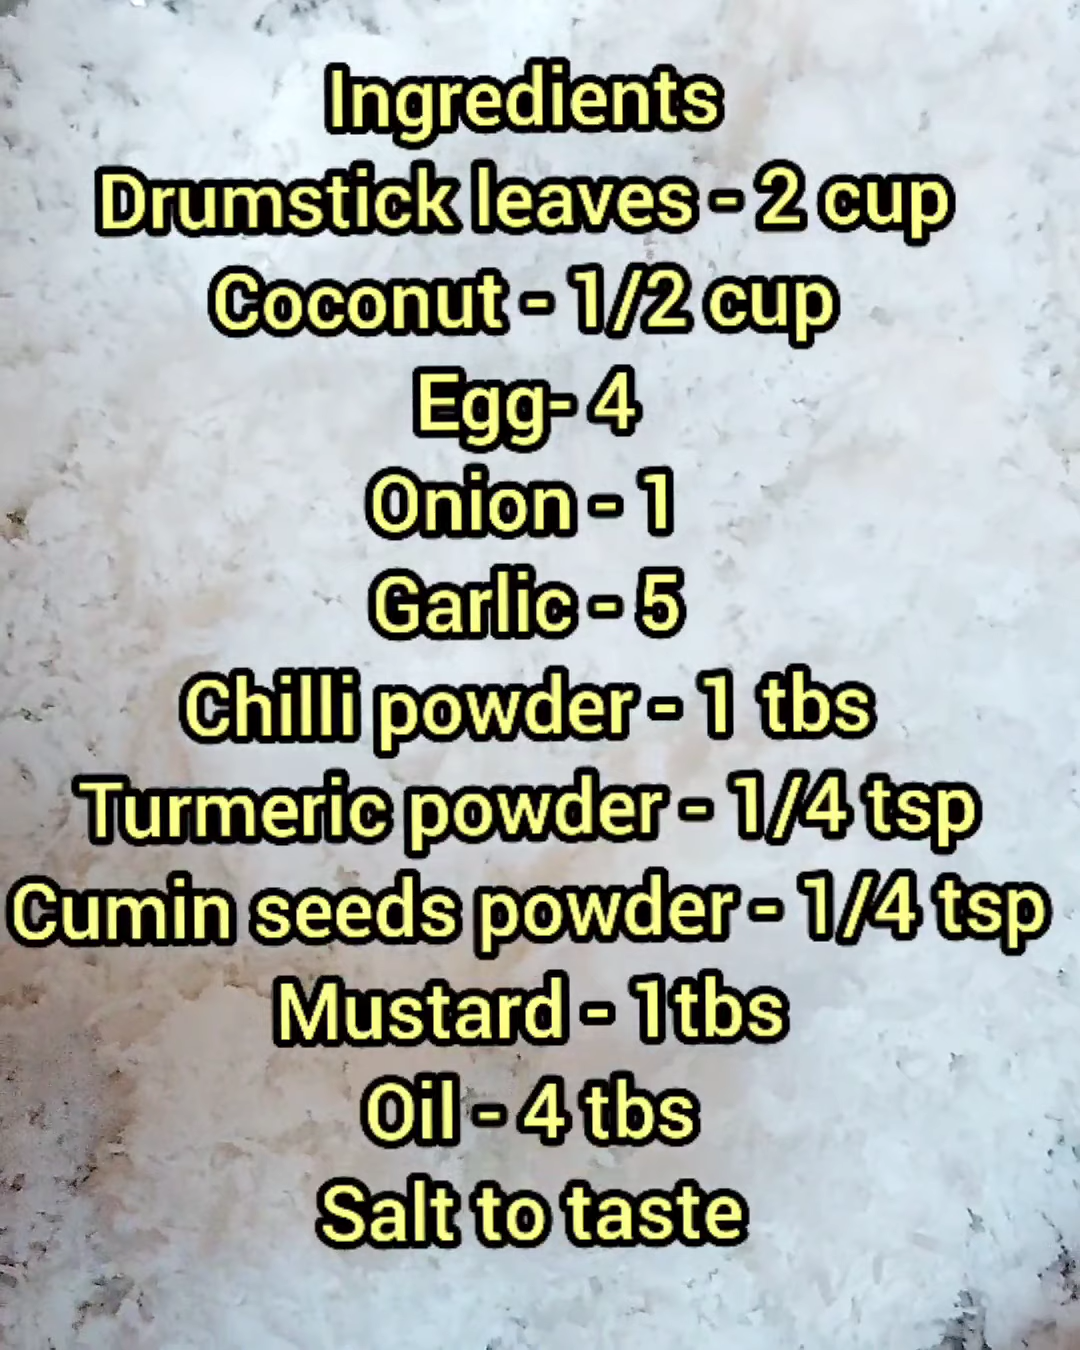 Ingredients
Drumstick leaves - 2 cup
Coconut - 1/2 cup
Egg- 4
Onion - 1
Garlic - 5
Chilli powder - 1 tbs
Turmeric powder - 1/4 tsp
Cumin seeds powder - 1/4 tsp
Mustard - 1tbs
Oil - 4 tbs
Salt to taste